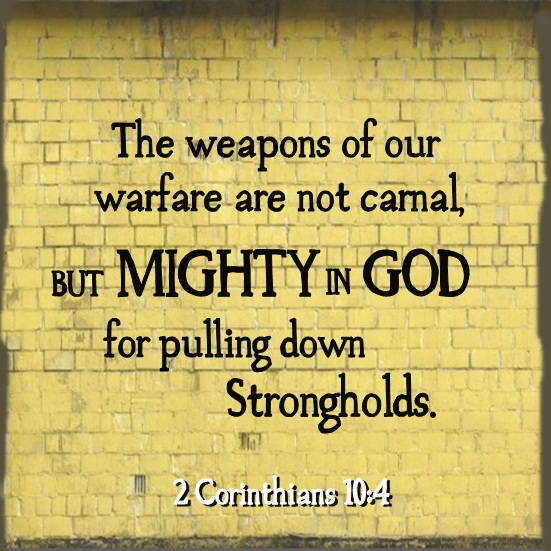 The weapons of our
warfare are not carnal,
BUT MIGHTY IN GOD
for pulling down
Strongholds.
2 Corinthians 10:4